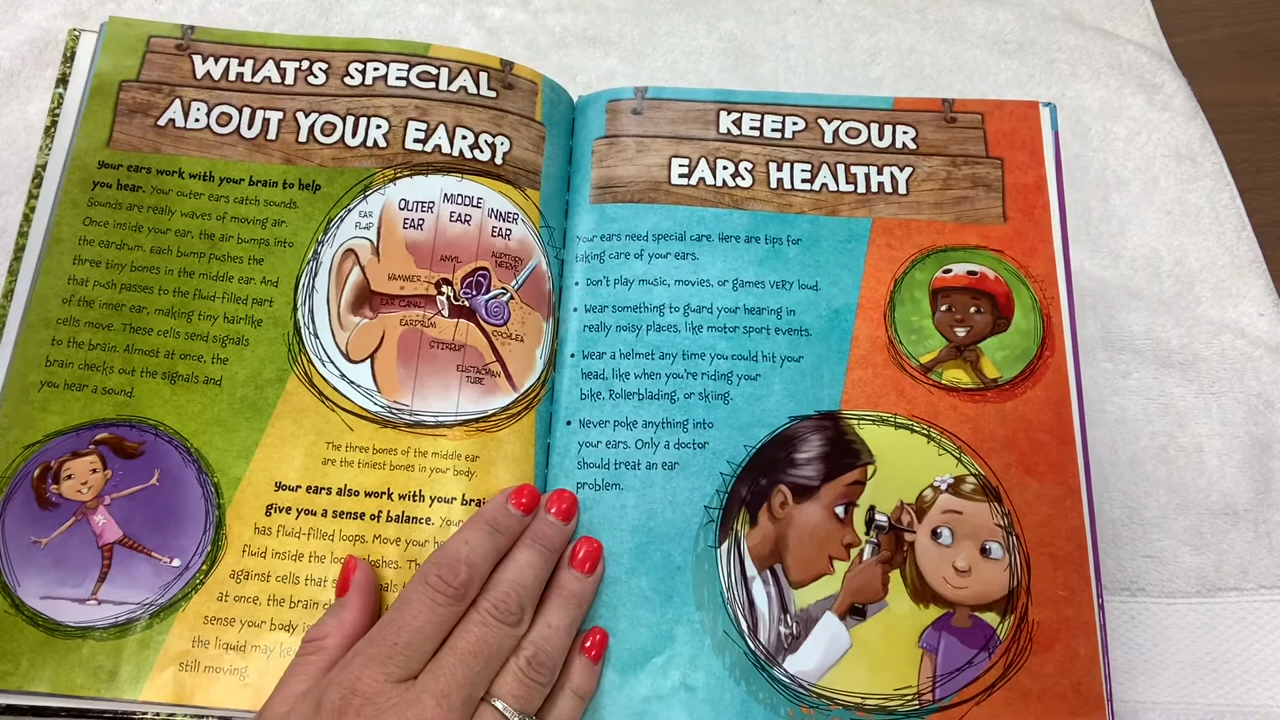 WHAT'S SPECIAL
ABOUT YOUR EARS?
Your ears work with your brain to help
you hear. Your outer ears catch sounds.
Sounds are really waves of moving air.
Once inside your ear, the air bumps into
the eardrum. Each bump pushes the
three tiny bones in the middle ear. And
that push passes to the fluid-filled part
of the inner ear, making tiny hairlike
cells move. These cells send signals
to the brain. Almost at once, the
brain checks out the signals and
you hear a sound.
EAR
FLAP
OUTER
EAR
MIDDLE
EAR
INNER
EAR
AUDITORY
NERVE
ANVIL
HAMMER
EAR CANAL
EARDRUM
STIRRUP
COCHLEA
EUSTACHIAN
TUBE
The three bones of the middle ear
are the tiniest bones in your body.
Your ears also work with your
give you a sense of balance.
has fluid-filled loops. Move your
fluid inside the
against cells that
at once, the brain
sense your body
the liquid may
still moving.
KEEP YOUR
EARS HEALTHY
Your ears need special care. Here are tips for
taking care of your ears.
• Don't play music, movies, or games VERY loud.
• Wear something to guard your hearing in
really noisy places, like motor sport events.
• Wear a helmet any time you could hit your
head, like when you're riding your
bike, Rollerblading, or skiing.
• Never poke anything into
your ears. Only a doctor
should treat an ear
problem.